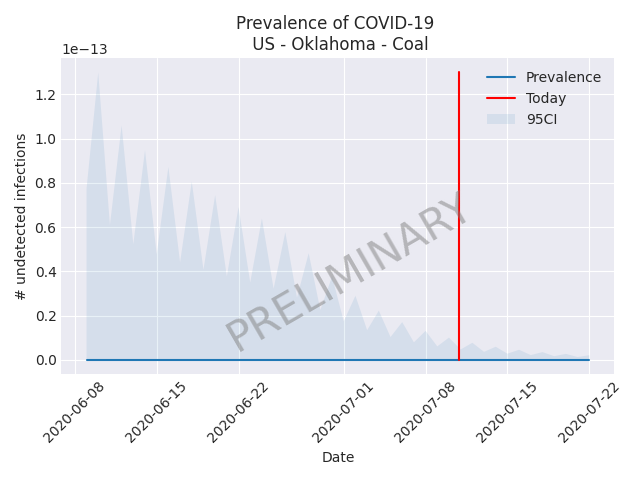 Prevalence of COVID-19
US - Oklahoma - Coal
1e−13
1.2
1.0
0.8
0.6
0.4
0.2
0.0
# undetected infections
Prevalence
Today
95CI
PRELIMINARY
2020-06-08
2020-06-15
2020-06-22
2020-07-01
2020-07-08
2020-07-15
2020-07-22
Date